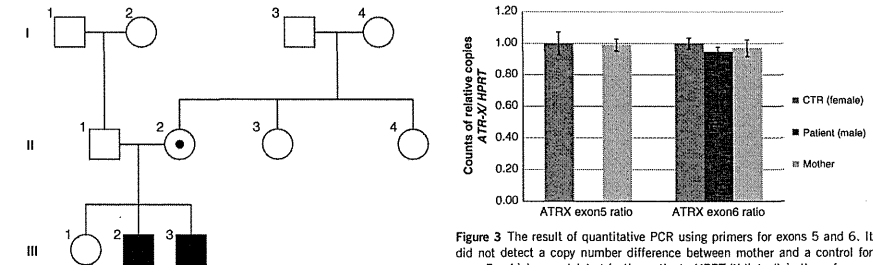 1 2 3 4
I
1 2 3 4
II
1 2 3
III
Counts of relative copies
ATR-X/ HPRT
1.20
1.00
0.80
0.60
0.40
0.20
0.00
ATRX exon5 ratio ATRX exon6 ratio
CTR (female)
Patient (male)
Mother
Figure 3 The result of quantitative PCR using primers for exons 5 and 6. It
did not detect a copy number difference between mother and a control for